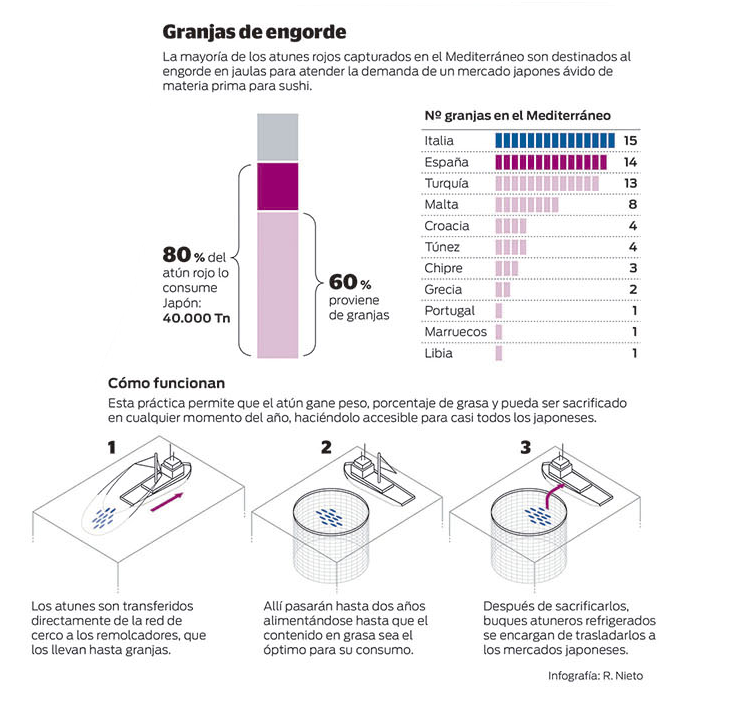 Granjas de engorde
La mayoría de los atunes rojos capturados en el Mediterráneo son destinados al
engorde en jaulas para atender la demanda de un mercado japones ávido de
materia prima para sushi.
80 % del
atún rojo lo
consume
Japón:
40.000 Tn
60 %
proviene
de granjas
Nº granjas en el Mediterráneo
Italia 15
España 14
Turquía 13
Malta 8
Croacia 4
Túnez 4
Chipre 3
Grecia 2
Portugal 1
Marruecos 1
Libia 1
Cómo funcionan
Esta práctica permite que el atún gane peso, porcentaje de grasa y pueda ser sacrificado
en cualquier momento del año, haciéndolo accesible para casi todos los japoneses.
1
Los atunes son transferidos
directamente de la red de
cerco a los remolcadores, que
los llevan hasta granjas.
2
Allí pasarán hasta dos años
alimentándose hasta que el
contenido en grasa sea el
óptimo para su consumo.
3
Después de sacrificarlos,
buques atuneros refrigerados
se encargan de trasladarlos a
los mercados japoneses.
Infografía: R. Nieto